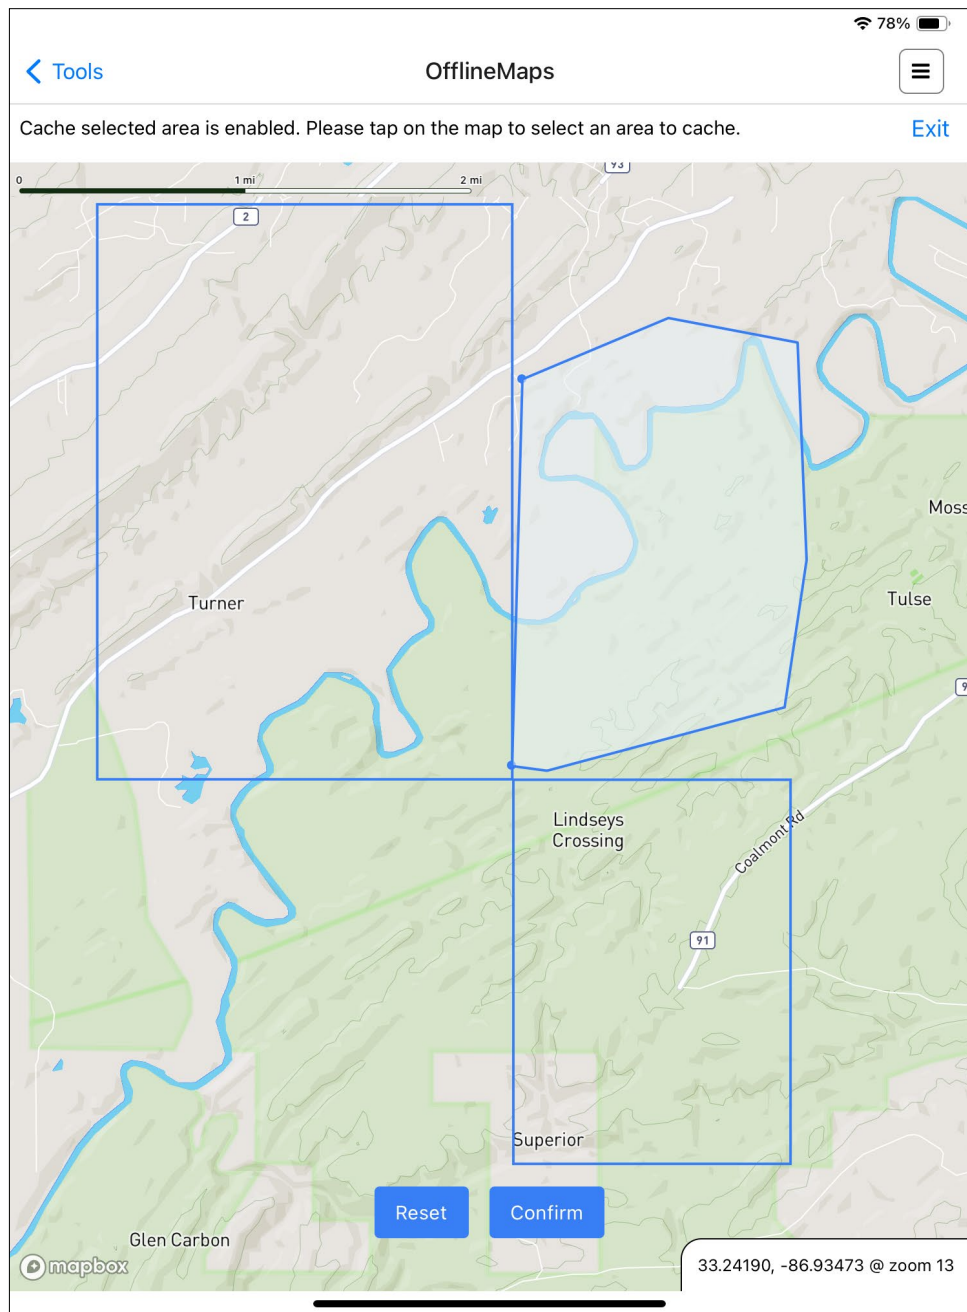 78%
Tools
OfflineMaps
Cache selected area is enabled. Please tap on the map to select an area to cache.
Exit
0 1 mi 2 mi
93
2
Moss
Turner
Tulse
9
Lindseys
Crossing
Coalmont Rd
91
Superior
Reset
Confirm
Glen Carbon
mapbox
33.24190, -86.93473 @ zoom 13